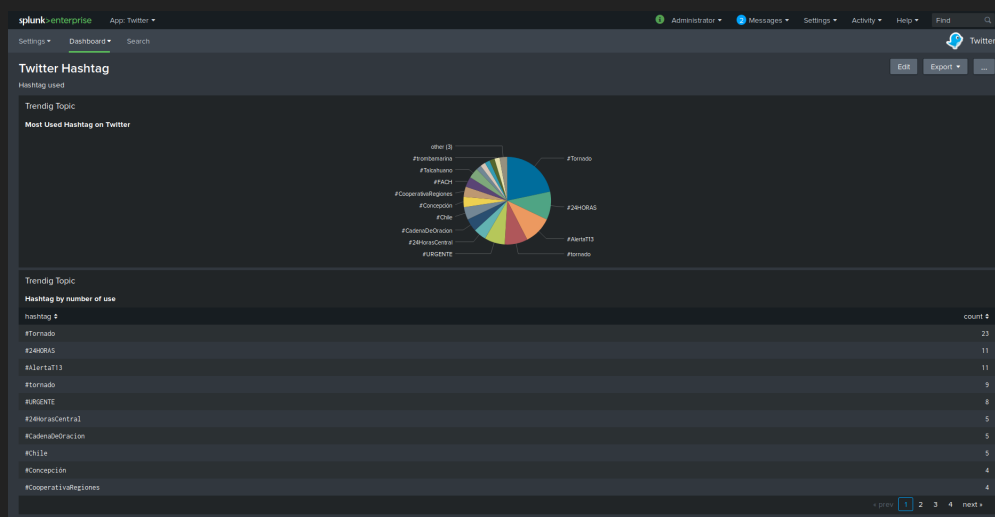 splunk>enterprise App: Twitter i Administrator 2 Messages Settings Activity Help Find
Settings Dashboard Search Twitter
Twitter Hashtag Edit Export ...
Hashtag used
Trendig Topic
Most Used Hashtag on Twitter
other (3)
#trombamarina
#Talcahuano
#FACH
#CooperativaRegiones
#Concepción
#Chile
#CadenaDeOracion
#24HorasCentral
#URGENTE
#Tornado
#24HORAS
#AlertaT13
#tornado
Trendig Topic
Hashtag by number of use
hashtag count
#Tornado 23
#24HORAS 11
#AlertaT13 11
#tornado 9
#URGENTE 8
#24HorasCentral 5
#CadenaDeOracion 5
#Chile 5
#Concepción 4
#CooperativaRegiones 4
« prev 1 2 3 4 next »